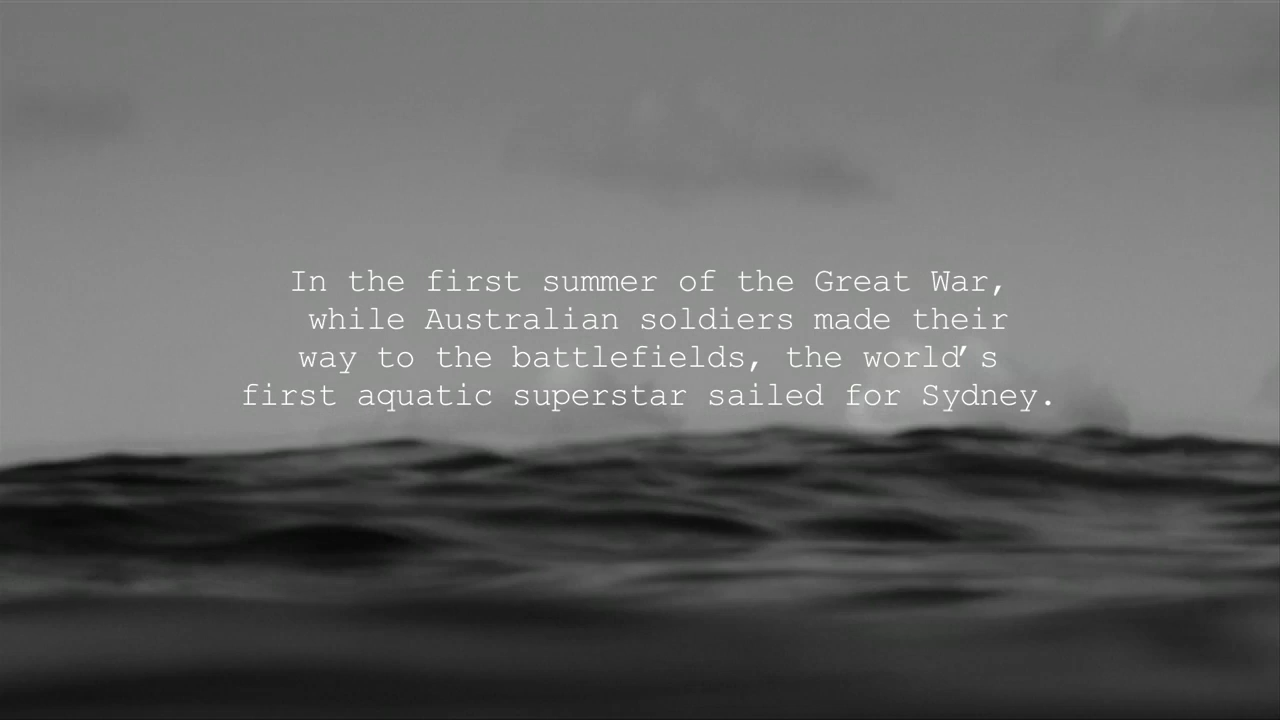 In the first summer of the Great War,
while Australian soldiers made their
way to the battlefields, the world's
first aquatic superstar sailed for Sydney.